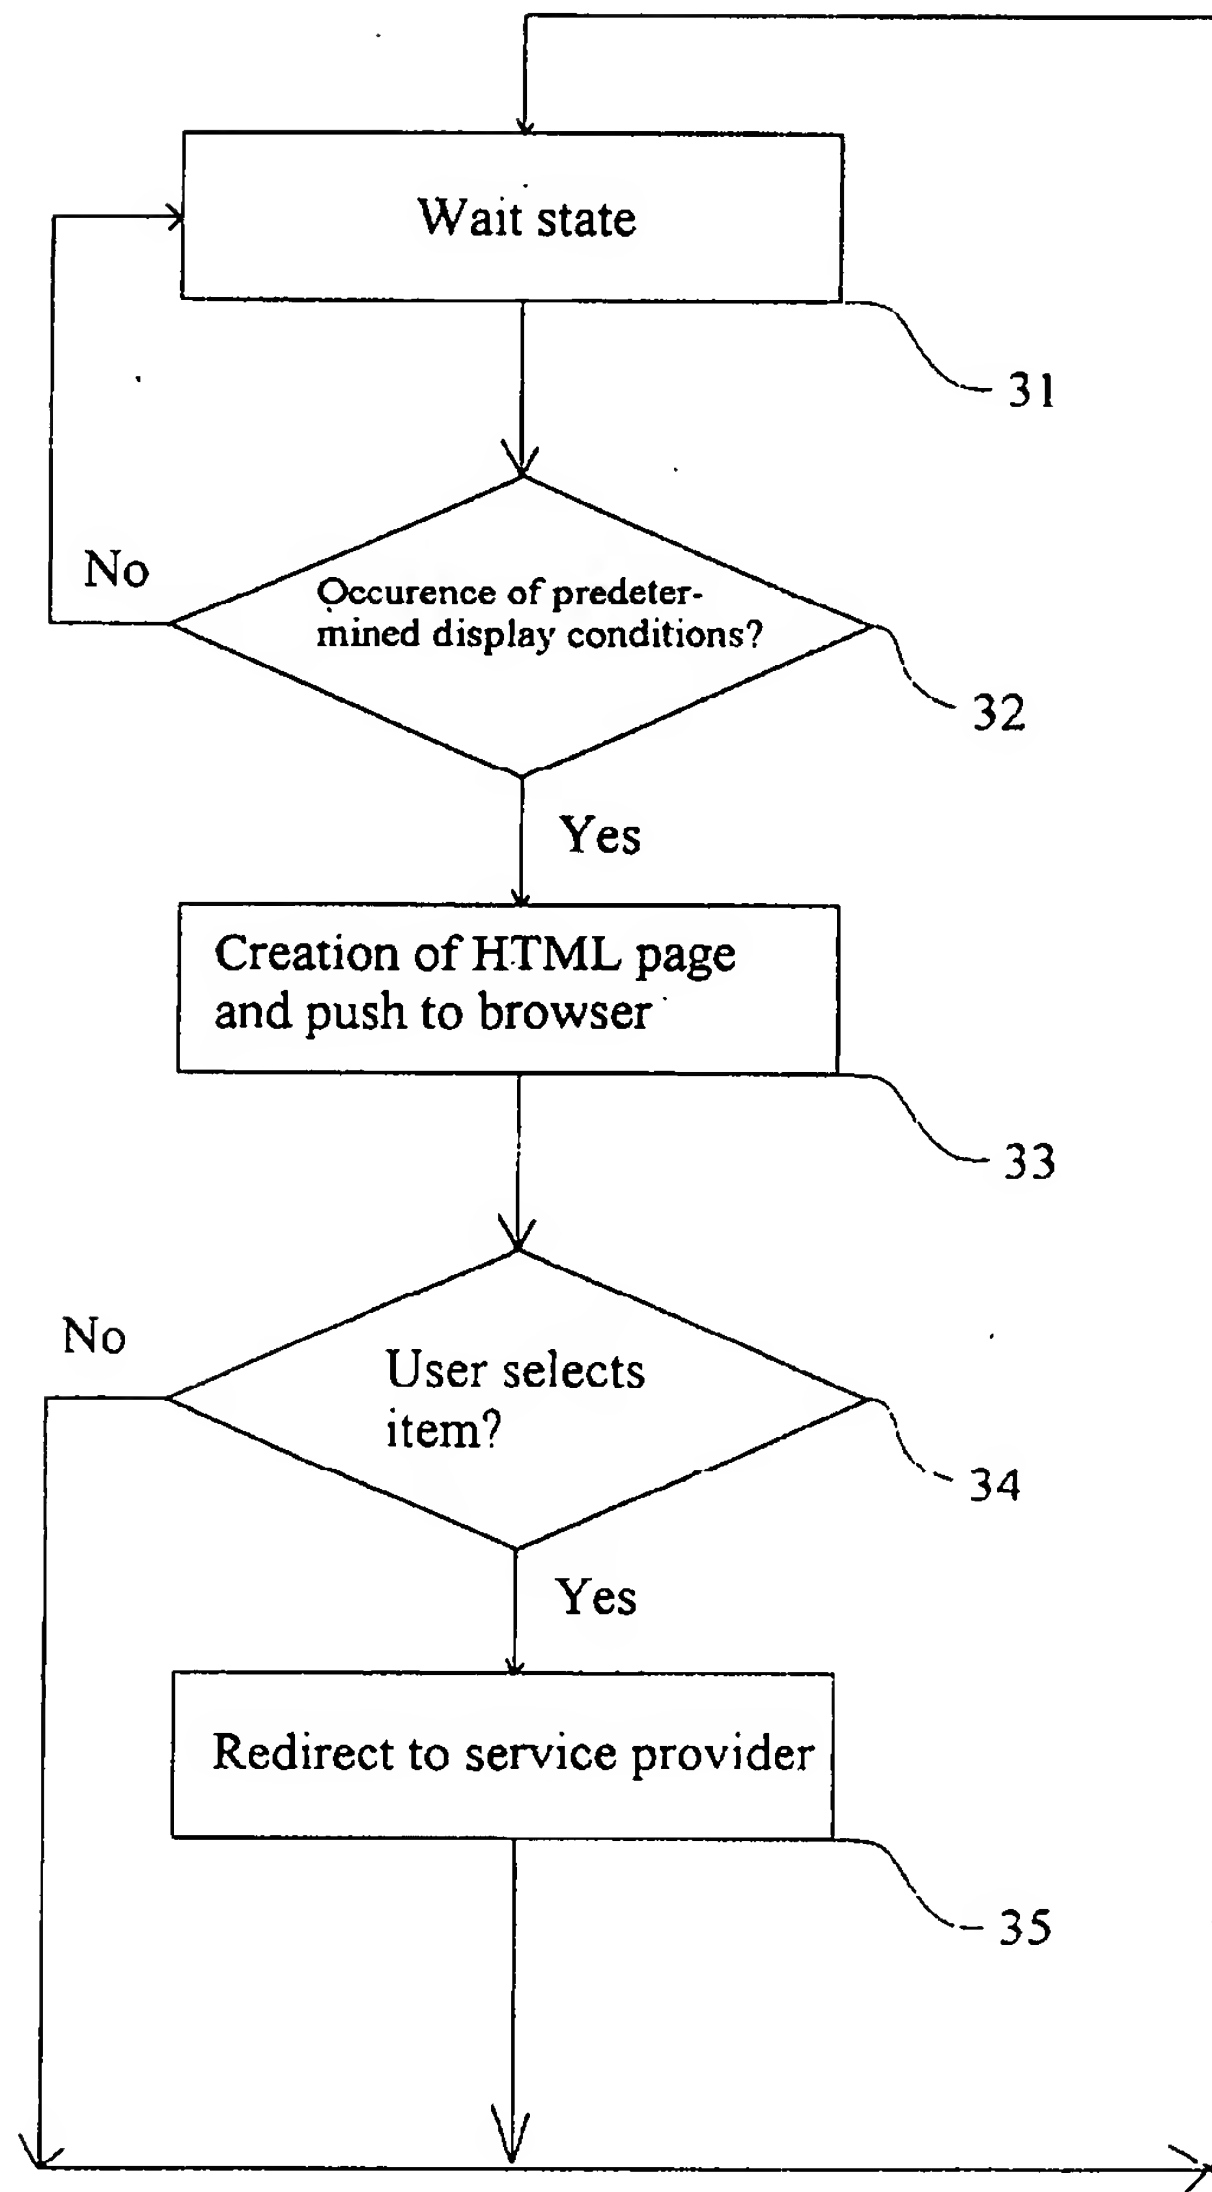 Wait state
31
No
Occurence of predeter-
mined display conditions?
32
Yes
Creation of HTML page
and push to browser
33
No
User selects
item?
34
Yes
Redirect to service provider
35